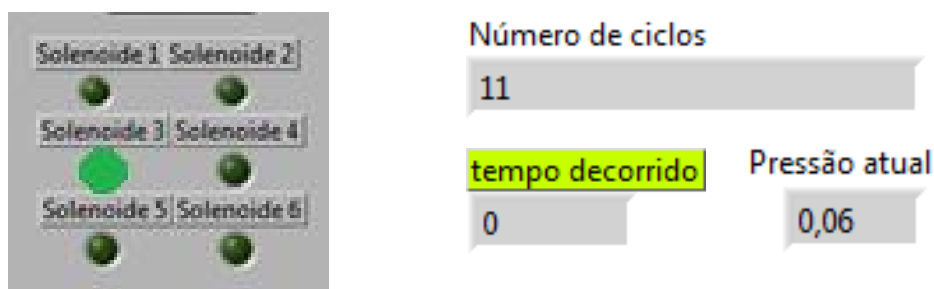 Solenoide 1 Solenoide 2
Solenoide 3 Solenoide 4
Solenoide 5 Solenoide 6
Número de ciclos
11
tempo decorrido
0
Pressão atual
0,06